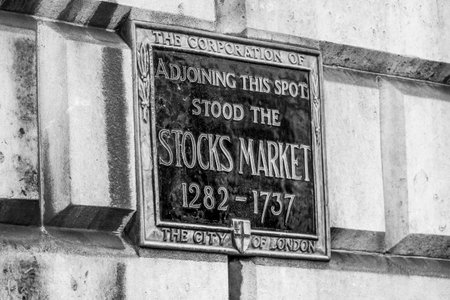 THE CORPORATION OF
ADJOINING THIS SPOT
STOOD THE
STOCKS MARKET
1282-1737
THE CITY OF LONDON